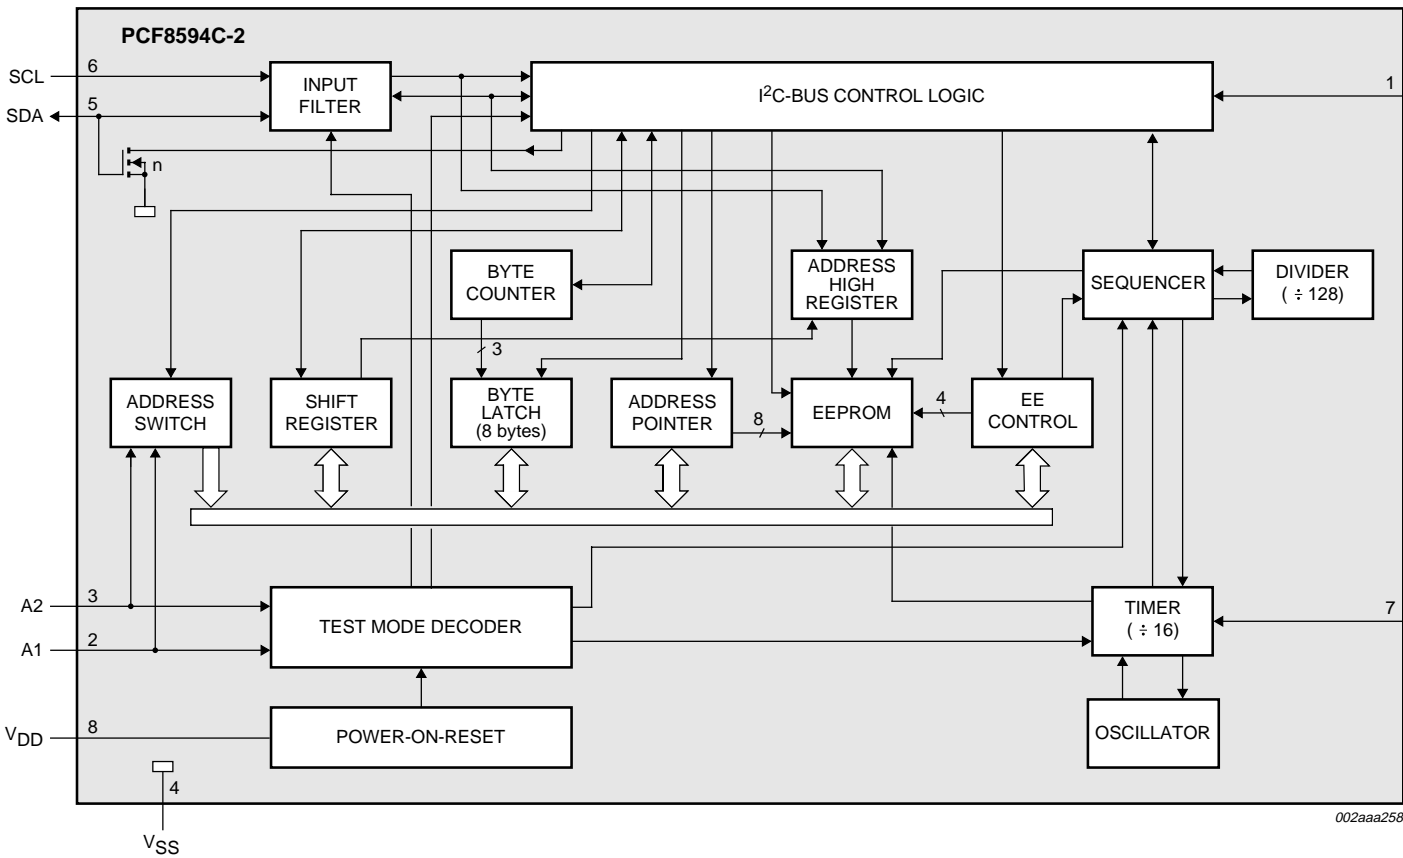 PCF8594C-2
SCL
6
SDA
5
INPUT
FILTER
I²C-BUS CONTROL LOGIC
1
n
BYTE
COUNTER
ADDRESS
HIGH
REGISTER
SEQUENCER
DIVIDER
( ÷ 128)
3
ADDRESS
SWITCH
SHIFT
REGISTER
BYTE
LATCH
(8 bytes)
ADDRESS
POINTER
8
EEPROM
4
EE
CONTROL
A2
3
A1
2
TEST MODE DECODER
TIMER
( ÷ 16)
7
VDD
8
POWER-ON-RESET
OSCILLATOR
4
VSS
002aaa258